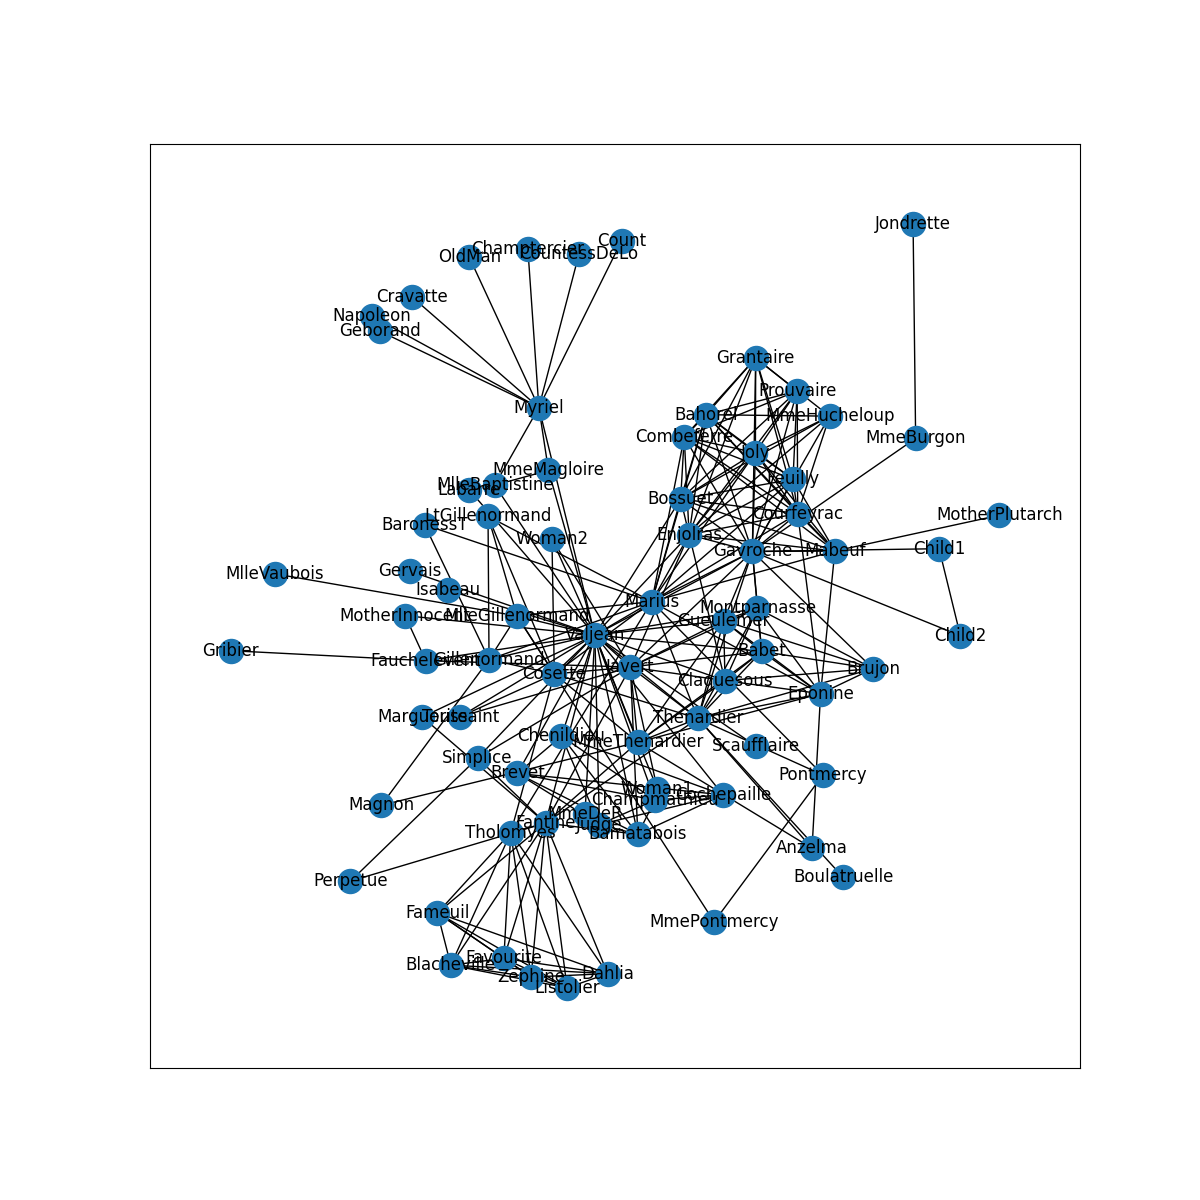 Jondrette
Count
Champtercier
CountessDeLo
OldMan
Cravatte
Napoleon
Geborand
Grantaire
Prouvaire
Myriel
Bahorel
MmeHucheloup
Combeferre
MmeBurgon
Joly
MmeMagloire
Feuilly
MlleBaptistine
Labarre
Bossuet
LtGillenormand
Courfeyrac
MotherPlutarch
BaronessT
Enjolras
Woman2
Gavroche
Mabeuf
Child1
Gervais
MlleVaubois
Isabeau
Marius
Montparnasse
MotherInnocent
MlleGillenormand
Gueulemer
Valjean
Child2
Gribier
Babet
Fauchelevent
Gillenormand
Javert
Brujon
Cosette
Claquesous
Eponine
Marguerite
Toussaint
Thenardier
Chenildieu
MmeThenardier
Scaufflaire
Simplice
Brevet
Pontmercy
Woman1
Cochepaille
Champmathieu
Magnon
MmeDeR
Fantine
Judge
Tholomyes
Bamatabois
Anzelma
Boulatruelle
Perpetue
Fameuil
MmePontmercy
Favourite
Blacheville
Zephine
Dahlia
Listolier